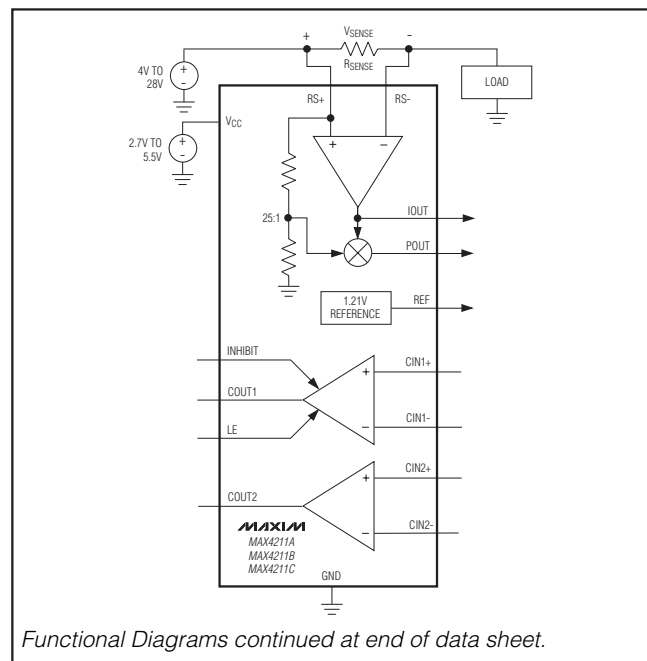 + VSENSE -
RSENSE
4V TO
28V
+
-
LOAD
RS+ RS-
VCC
2.7V TO
5.5V
+
-
+ −
25:1
IOUT
POUT
1.21V
REFERENCE
REF
INHIBIT
COUT1
LE
+
−
CIN1+
CIN1-
COUT2
+
−
CIN2+
CIN2-
MAXIM
MAX4211A
MAX4211B
MAX4211C
GND
Functional Diagrams continued at end of data sheet.